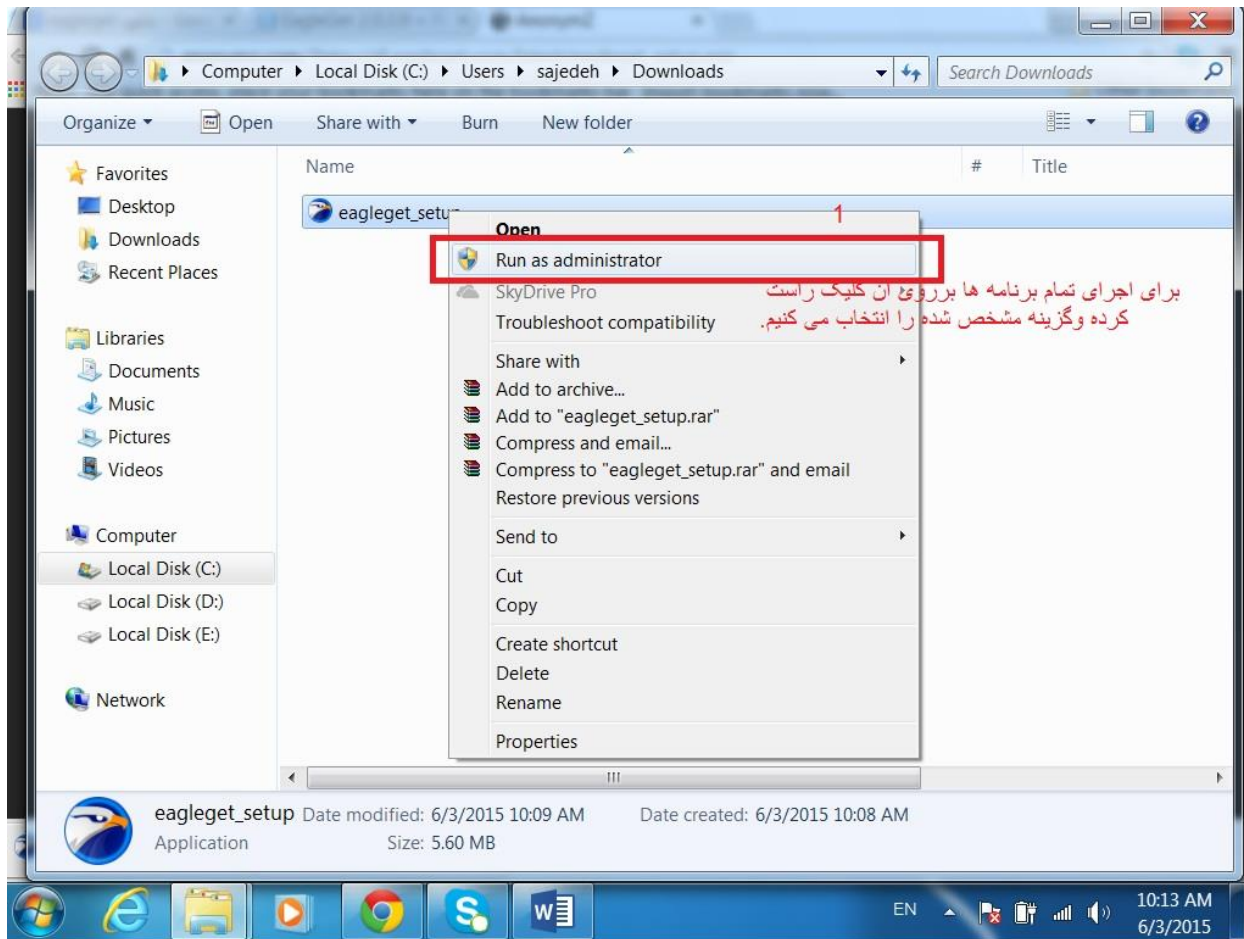 Computer ▸ Local Disk (C:) ▸ Users ▸ sajedeh ▸ Downloads
Search Downloads
Organize
Open
Share with
Burn
New folder
Name
#
Title
Favorites
Desktop
Downloads
Recent Places
Libraries
Documents
Music
Pictures
Videos
Computer
Local Disk (C:)
Local Disk (D:)
Local Disk (E:)
Network
eagleget_setup
1
Open
Run as administrator
SkyDrive Pro
Troubleshoot compatibility
Share with
Add to archive...
Add to "eagleget_setup.rar"
Compress and email...
Compress to "eagleget_setup.rar" and email
Restore previous versions
Send to
Cut
Copy
Create shortcut
Delete
Rename
Properties
برای اجرای تمام برنامه ها برروی آن کلیک راست
کرده وگزینه مشخص شده را انتخاب می کنیم.
eagleget_setup Date modified: 6/3/2015 10:09 AM Date created: 6/3/2015 10:08 AM
Application Size: 5.60 MB
EN
10:13 AM
6/3/2015